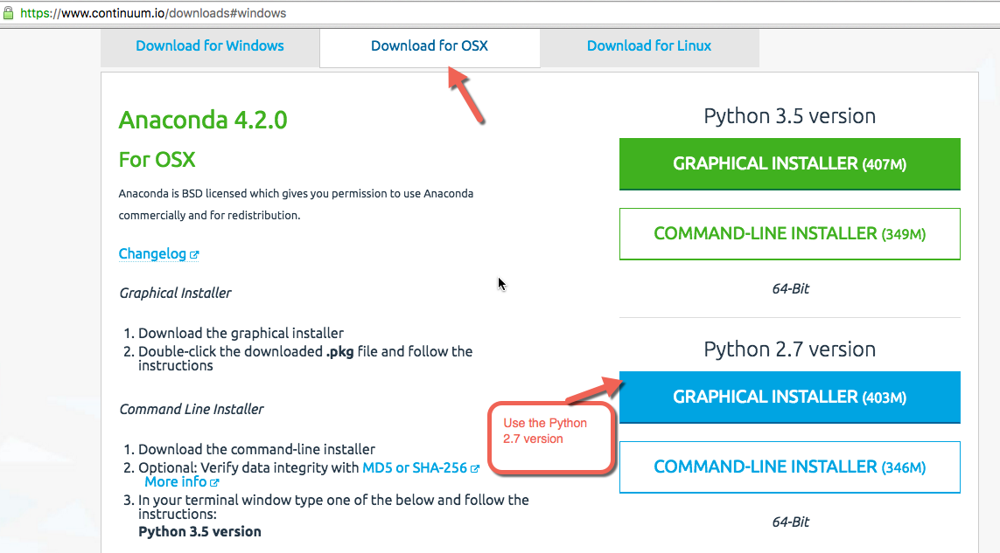 https://www.continuum.io/downloads#windows
Download for Windows
Download for OSX
Download for Linux
Anaconda 4.2.0
For OSX
Anaconda is BSD licensed which gives you permission to use Anaconda
commercially and for redistribution.
Changelog
Graphical Installer
1. Download the graphical installer
2. Double-click the downloaded .pkg file and follow the
instructions
Command Line Installer
1. Download the command-line installer
2. Optional: Verify data integrity with MD5 or SHA-256
More info
3. In your terminal window type one of the below and follow the
instructions:
Python 3.5 version
Python 3.5 version
GRAPHICAL INSTALLER (407M)
COMMAND-LINE INSTALLER (349M)
64-Bit
Python 2.7 version
GRAPHICAL INSTALLER (403M)
Use the Python
2.7 version
COMMAND-LINE INSTALLER (346M)
64-Bit